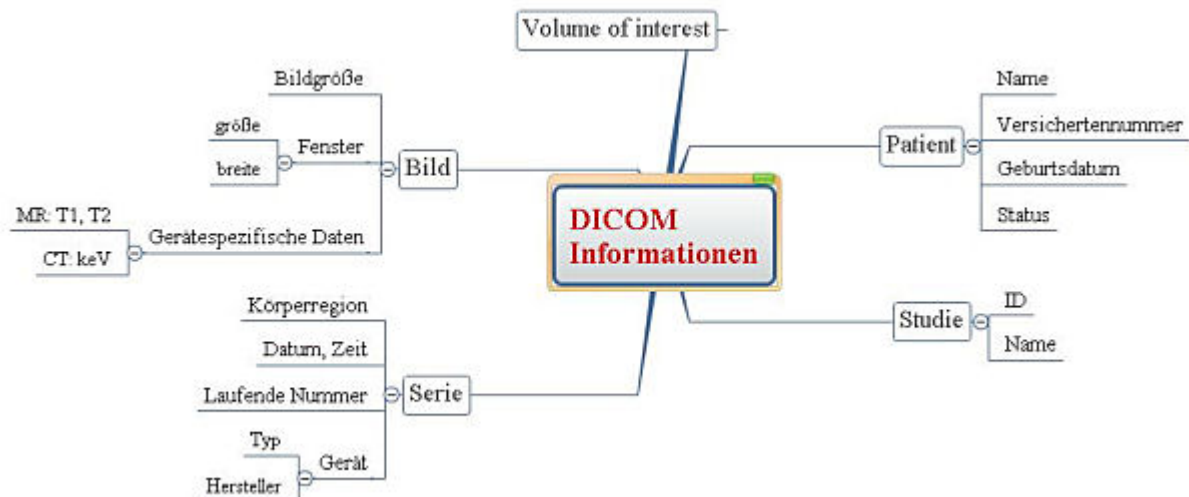 Volume of interest
Bildgröße
größe
Fenster
breite
Bild
MR: T1, T2
Gerätespezifische Daten
CT: keV
DICOM
Informationen
Name
Versichertennummer
Patient
Geburtsdatum
Status
ID
Studie
Name
Körperregion
Datum, Zeit
Laufende Nummer
Serie
Typ
Gerät
Hersteller